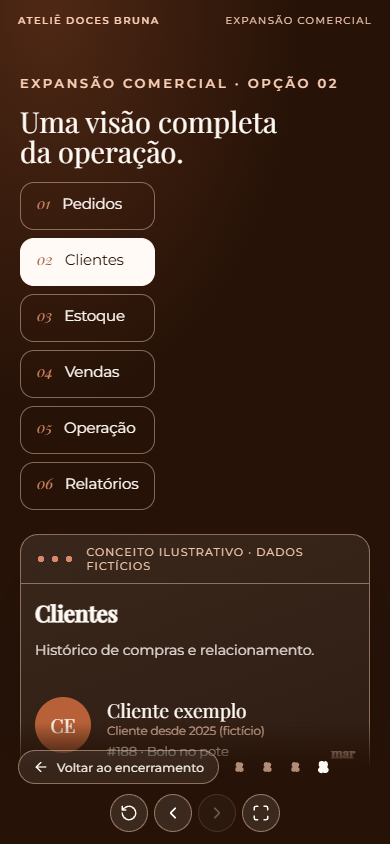 ATELIÊ DOCES BRUNA
EXPANSÃO COMERCIAL
EXPANSÃO COMERCIAL · OPÇÃO 02
Uma visão completa
da operação.
01 Pedidos
02 Clientes
03 Estoque
04 Vendas
05 Operação
06 Relatórios
CONCEITO ILUSTRATIVO · DADOS
FICTÍCIOS
Clientes
Histórico de compras e relacionamento.
CE
Cliente exemplo
Cliente desde 2025 (fictício)
#188 · Bolo no pote
mar
Voltar ao encerramento